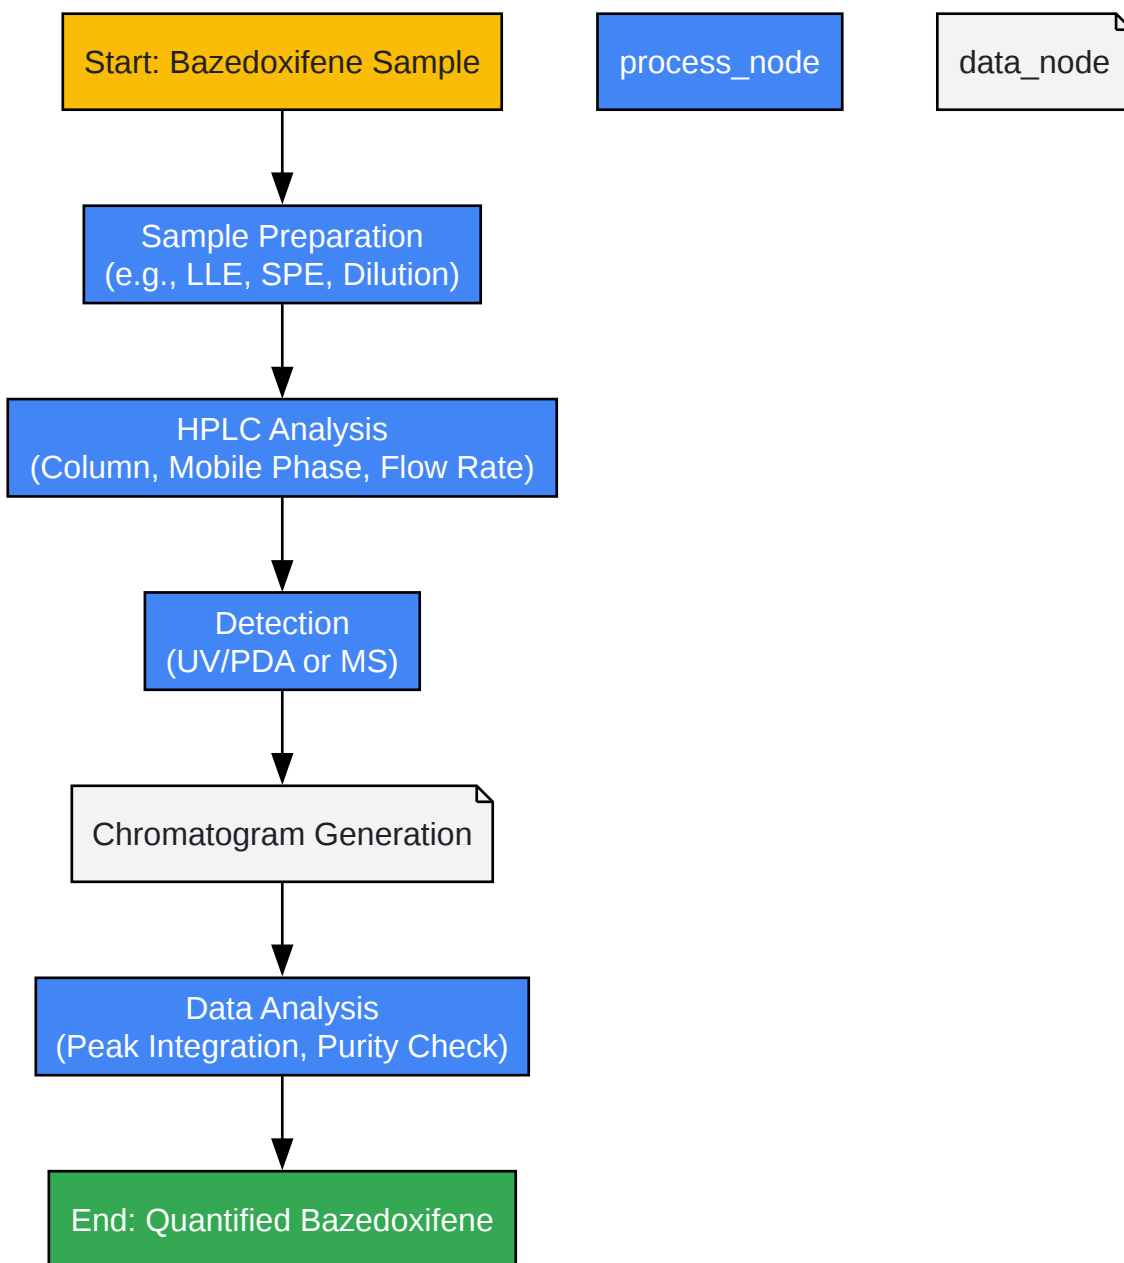 Start: Bazedoxifene Sample
process_node
data_node
Sample Preparation
(e.g., LLE, SPE, Dilution)
HPLC Analysis
(Column, Mobile Phase, Flow Rate)
Detection
(UV/PDA or MS)
Chromatogram Generation
Data Analysis
(Peak Integration, Purity Check)
End: Quantified Bazedoxifene